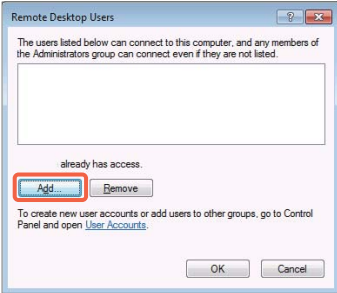 Remote Desktop Users
The users listed below can connect to this computer, and any members of
the Administrators group can connect even if they are not listed.
already has access.
Add... Remove
To create new user accounts or add users to other groups, go to Control
Panel and open User Accounts.
OK Cancel